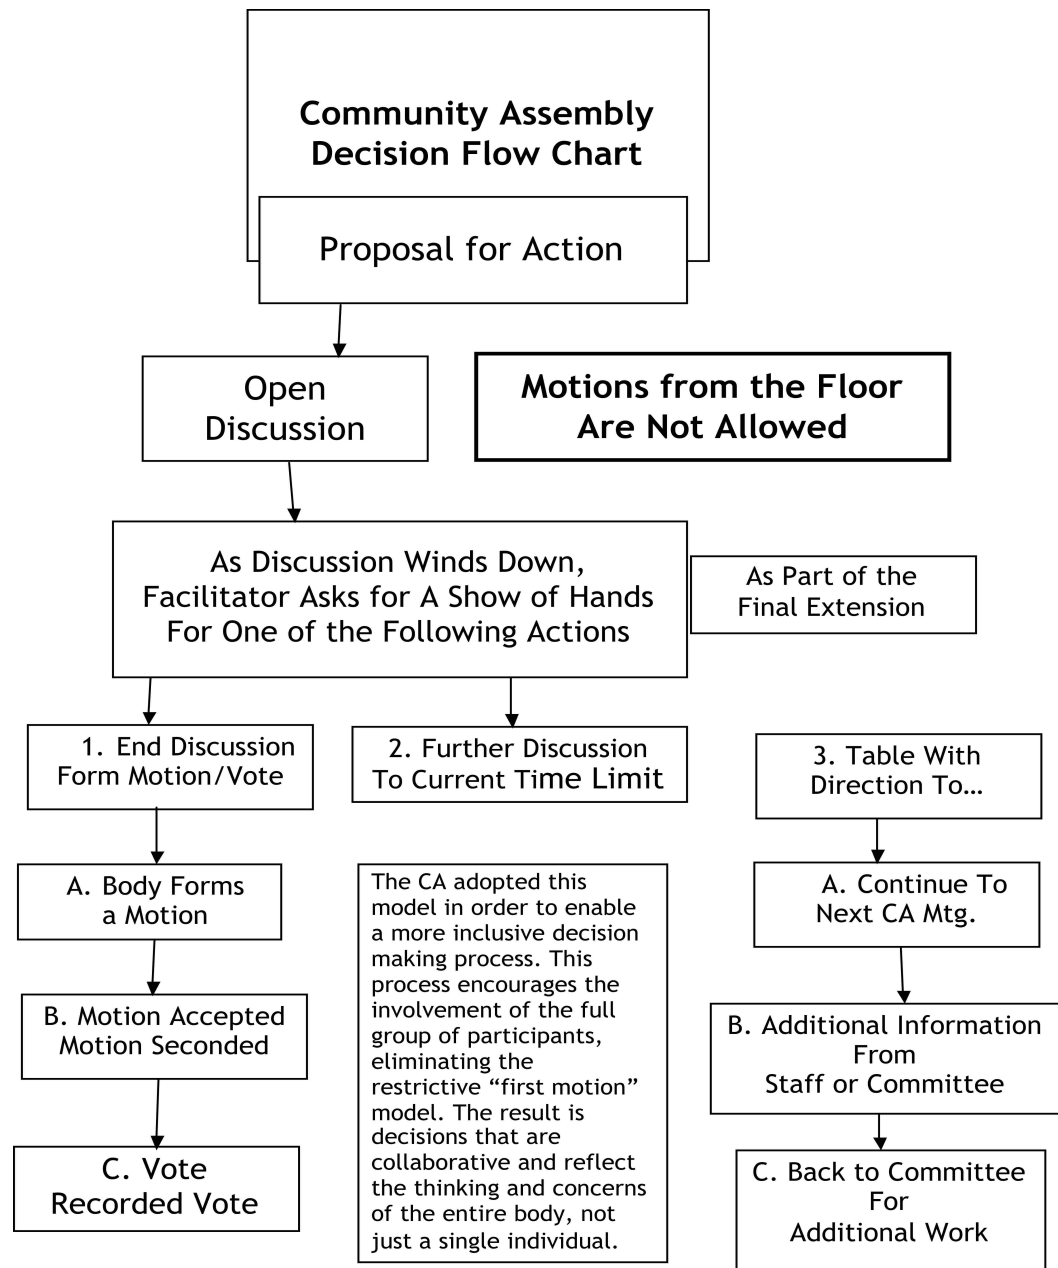 Community Assembly
Decision Flow Chart
Proposal for Action
Open
Discussion
Motions from the Floor
Are Not Allowed
As Discussion Winds Down,
Facilitator Asks for A Show of Hands
For One of the Following Actions
As Part of the
Final Extension
1. End Discussion
Form Motion/Vote
2. Further Discussion
To Current Time Limit
3. Table With
Direction To…
A. Body Forms
a Motion
B. Motion Accepted
Motion Seconded
C. Vote
Recorded Vote
The CA adopted this
model in order to enable
a more inclusive decision
making process. This
process encourages the
involvement of the full
group of participants,
eliminating the
restrictive “first motion”
model. The result is
decisions that are
collaborative and reflect
the thinking and concerns
of the entire body, not
just a single individual.
A. Continue To
Next CA Mtg.
B. Additional Information
From
Staff or Committee
C. Back to Committee
For
Additional Work